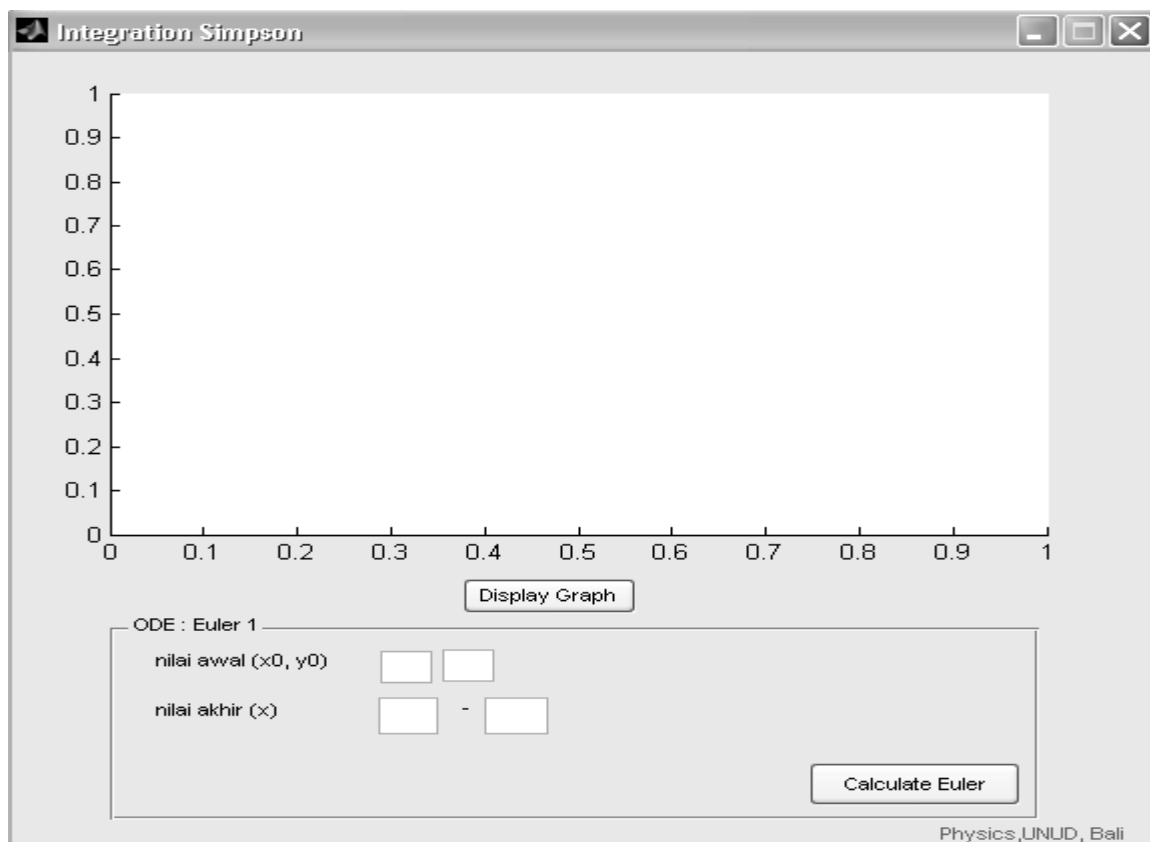 Integration Simpson
1
0.9
0.8
0.7
0.6
0.5
0.4
0.3
0.2
0.1
0
0 0.1 0.2 0.3 0.4 0.5 0.6 0.7 0.8 0.9 1
Display Graph
ODE : Euler 1
nilai awal (x0, y0)
nilai akhir (x) -
Calculate Euler
Physics,UNUD, Bali